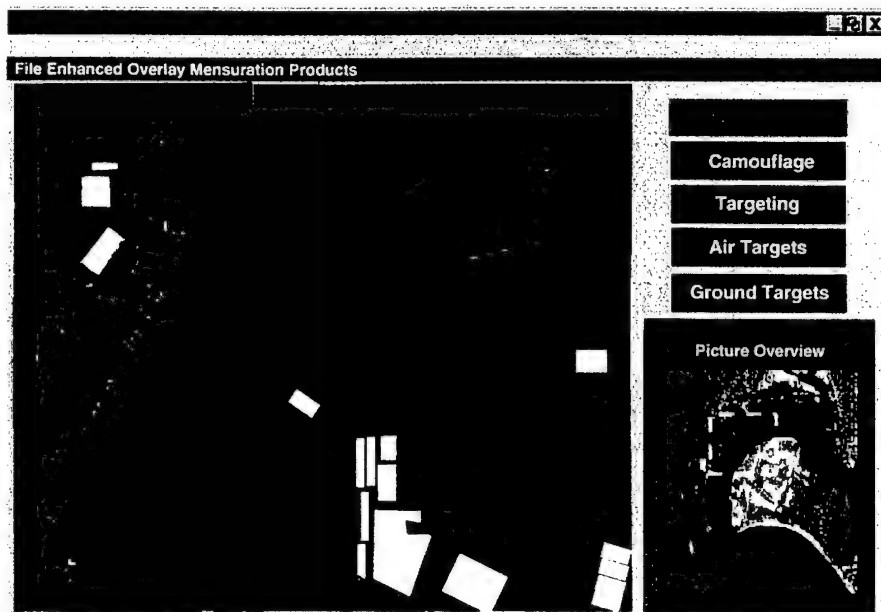 File Enhanced Overlay Mensuration Products
Camouflage
Targeting
Air Targets
Ground Targets
Picture Overview